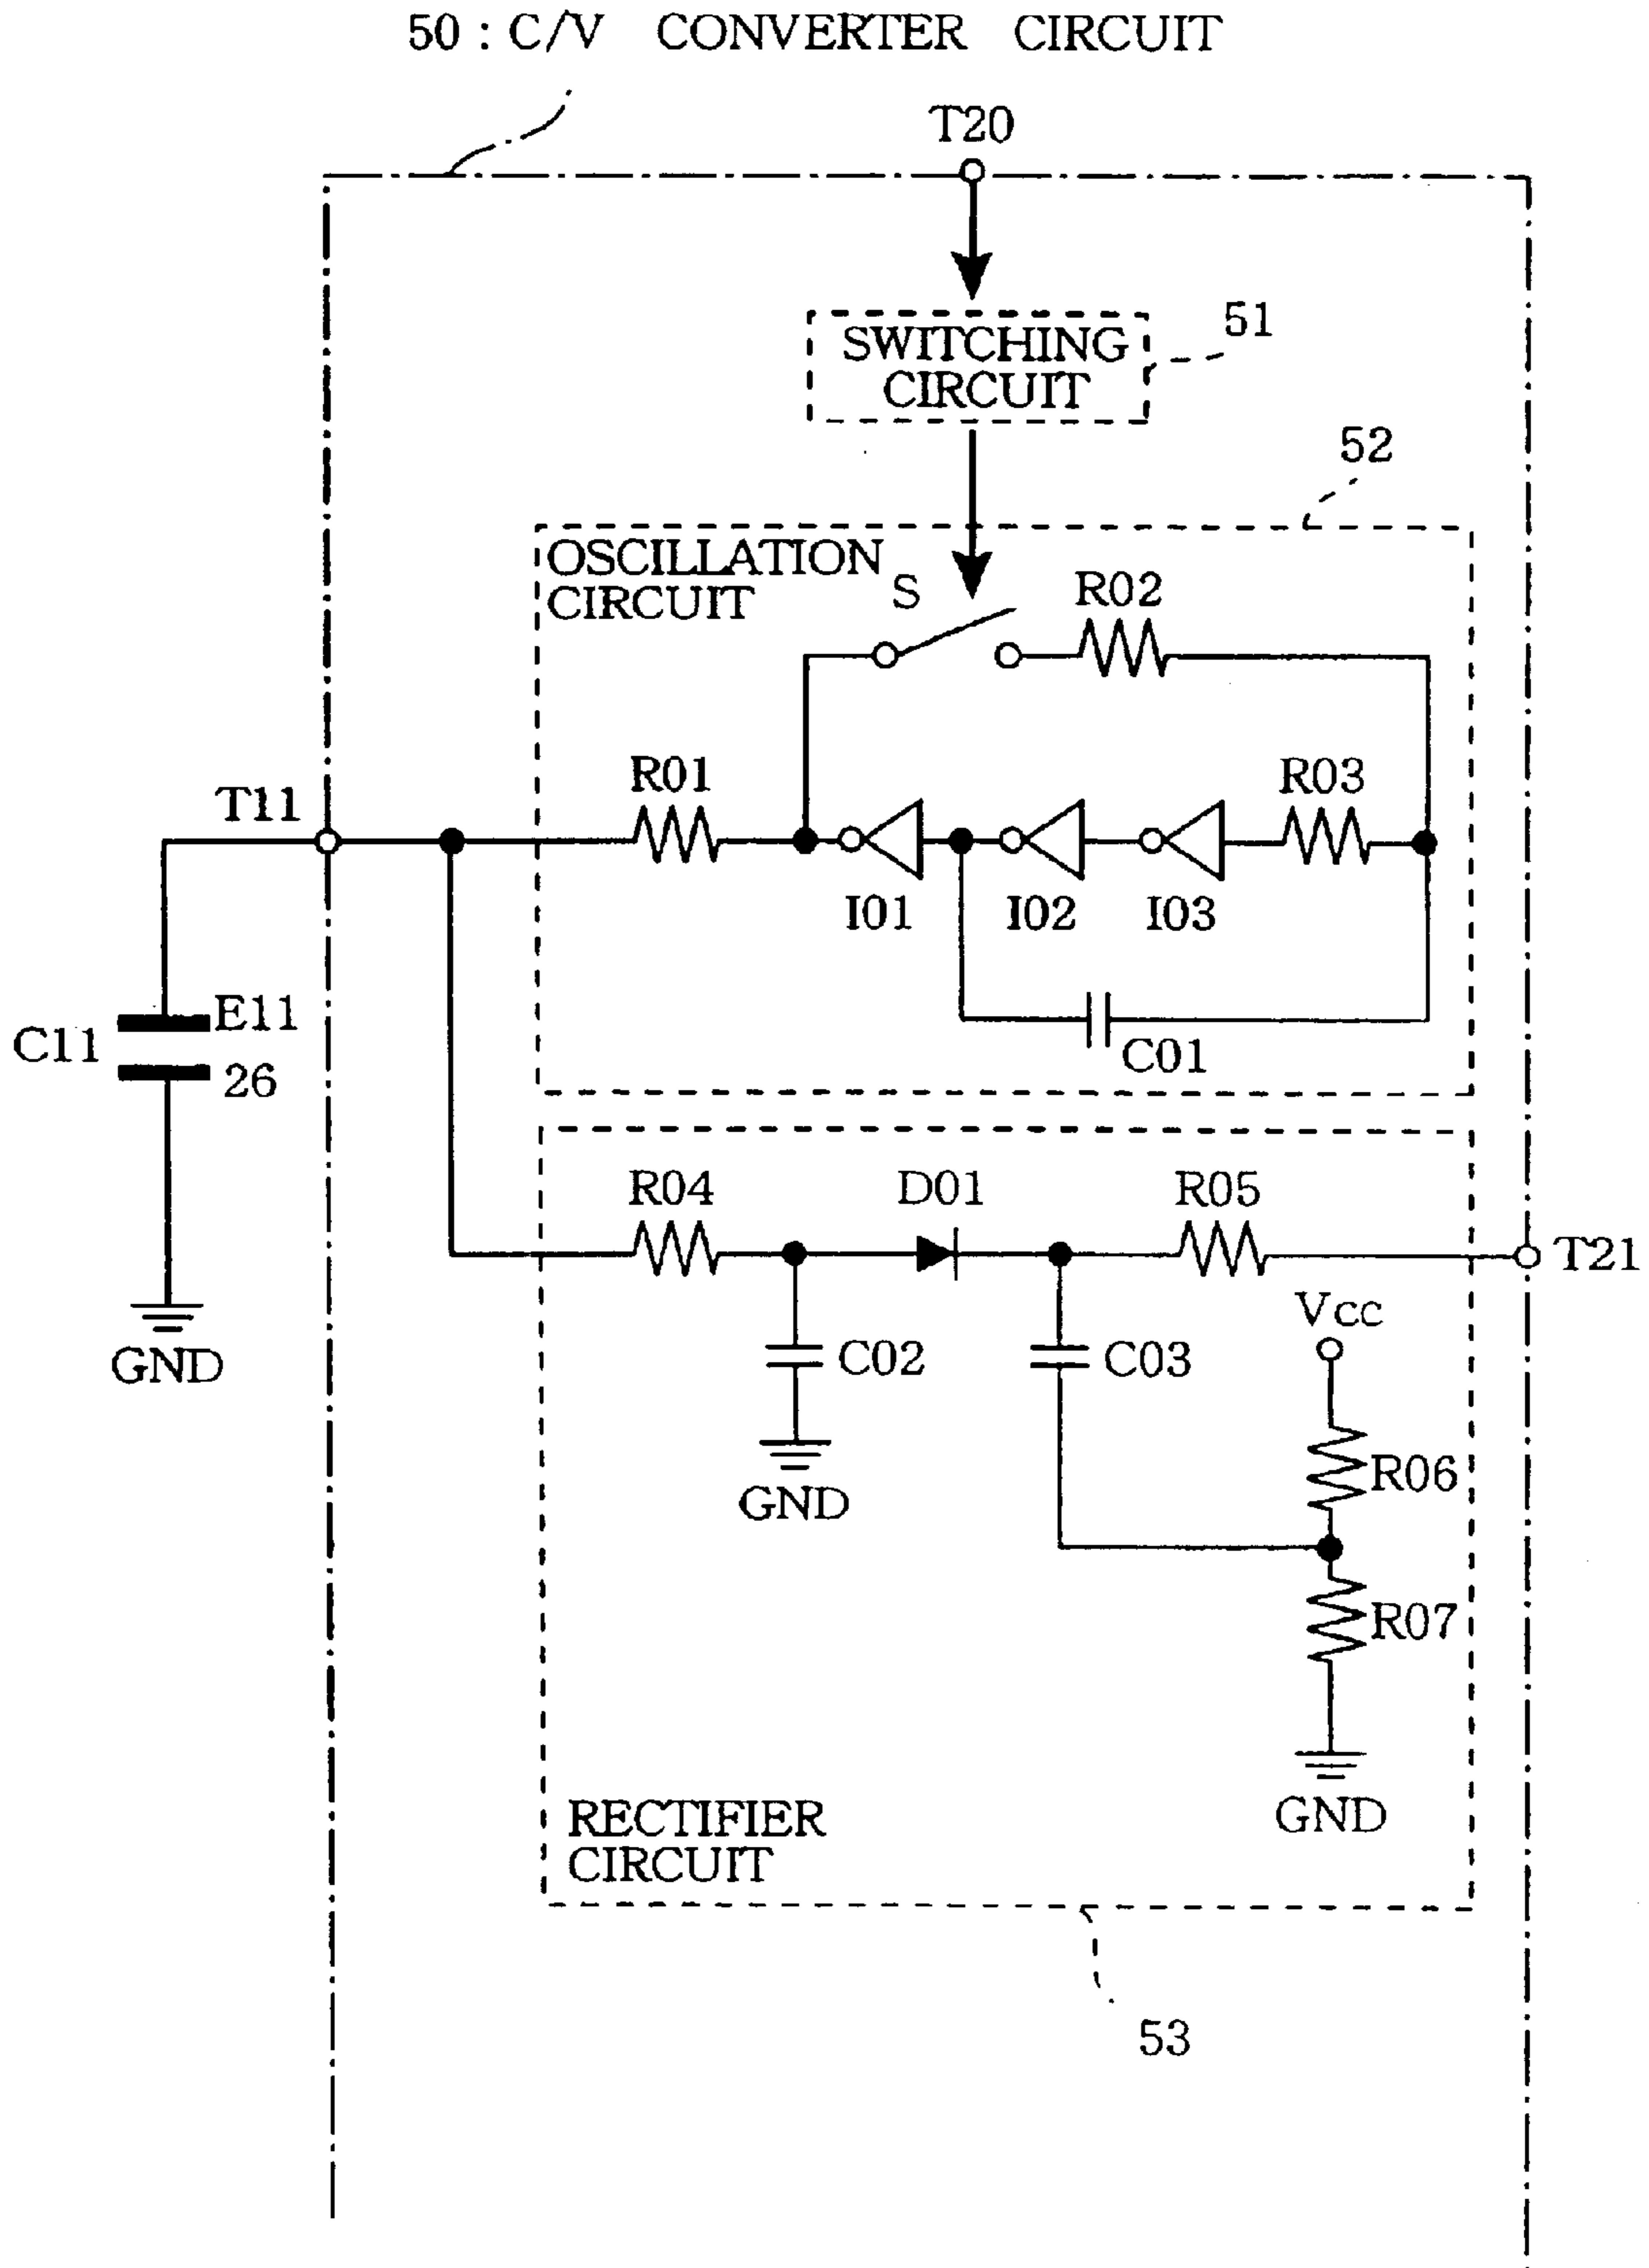 50 : C/V CONVERTER CIRCUIT
T20
SWITCHING
CIRCUIT
51
52
OSCILLATION
CIRCUIT
S
R02
R01
R03
T11
I01
I02
I03
E11
C11
26
C01
R04
D01
R05
T21
Vcc
GND
C02
C03
R06
GND
R07
GND
RECTIFIER
CIRCUIT
53